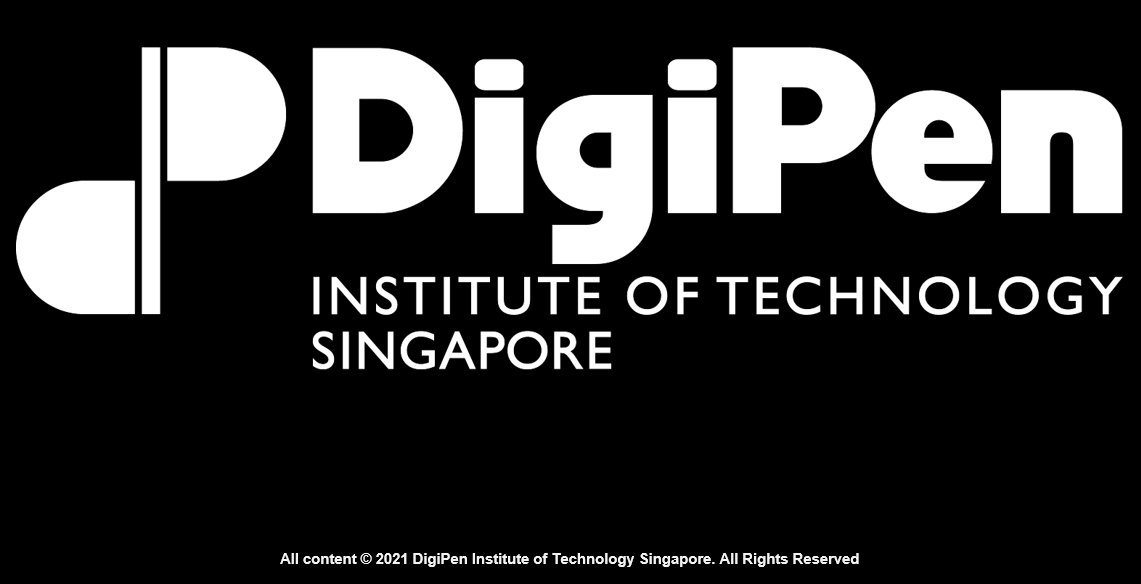 DigiPen
INSTITUTE OF TECHNOLOGY
SINGAPORE
All content © 2021 DigiPen Institute of Technology Singapore. All Rights Reserved